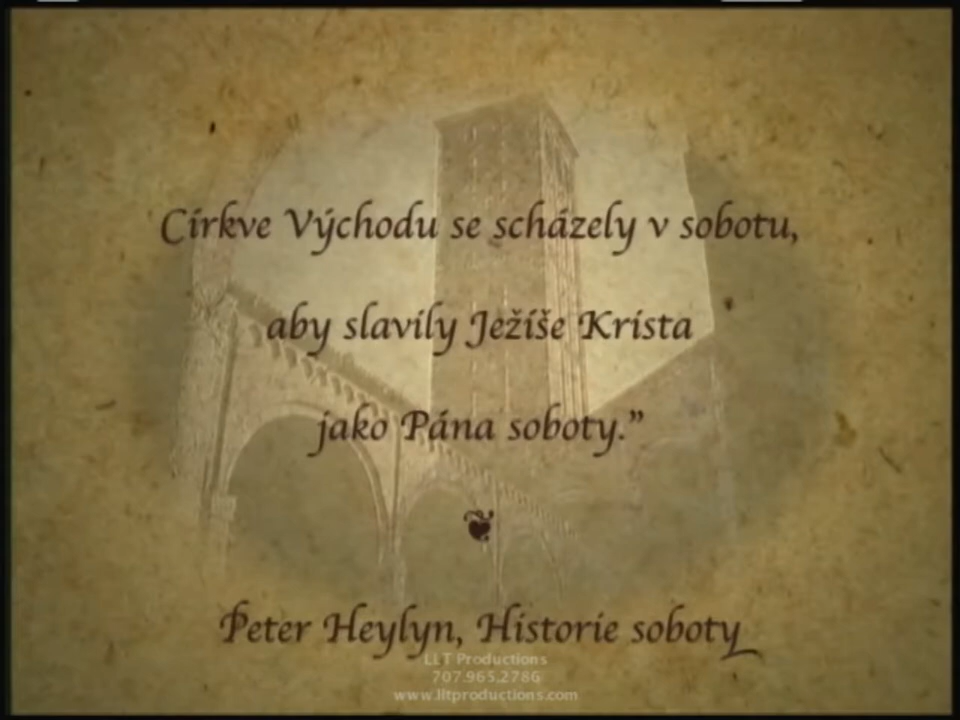 Církve Východu se scházely v sobotu,
aby slavily Ježíše Krista
jako Pána soboty.”
Peter Heylyn, Historie soboty
LLT Productions
707.965.2786
www.lltproductions.com